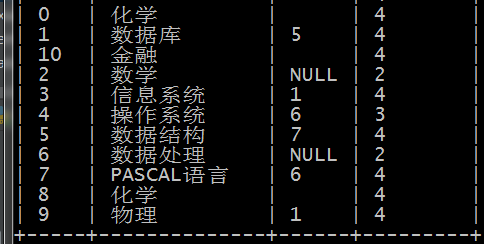 | 0 | 化学 | | 4
| 1 | 数据库 | 5 | 4
| 10 | 金融 | | 4
| 2 | 数学 | NULL | 2
| 3 | 信息系统 | 1 | 4
| 4 | 操作系统 | 6 | 3
| 5 | 数据结构 | 7 | 4
| 6 | 数据处理 | NULL | 2
| 7 | PASCAL语言 | 6 | 4
| 8 | 化学 | | 4
| 9 | 物理 | 1 | 4